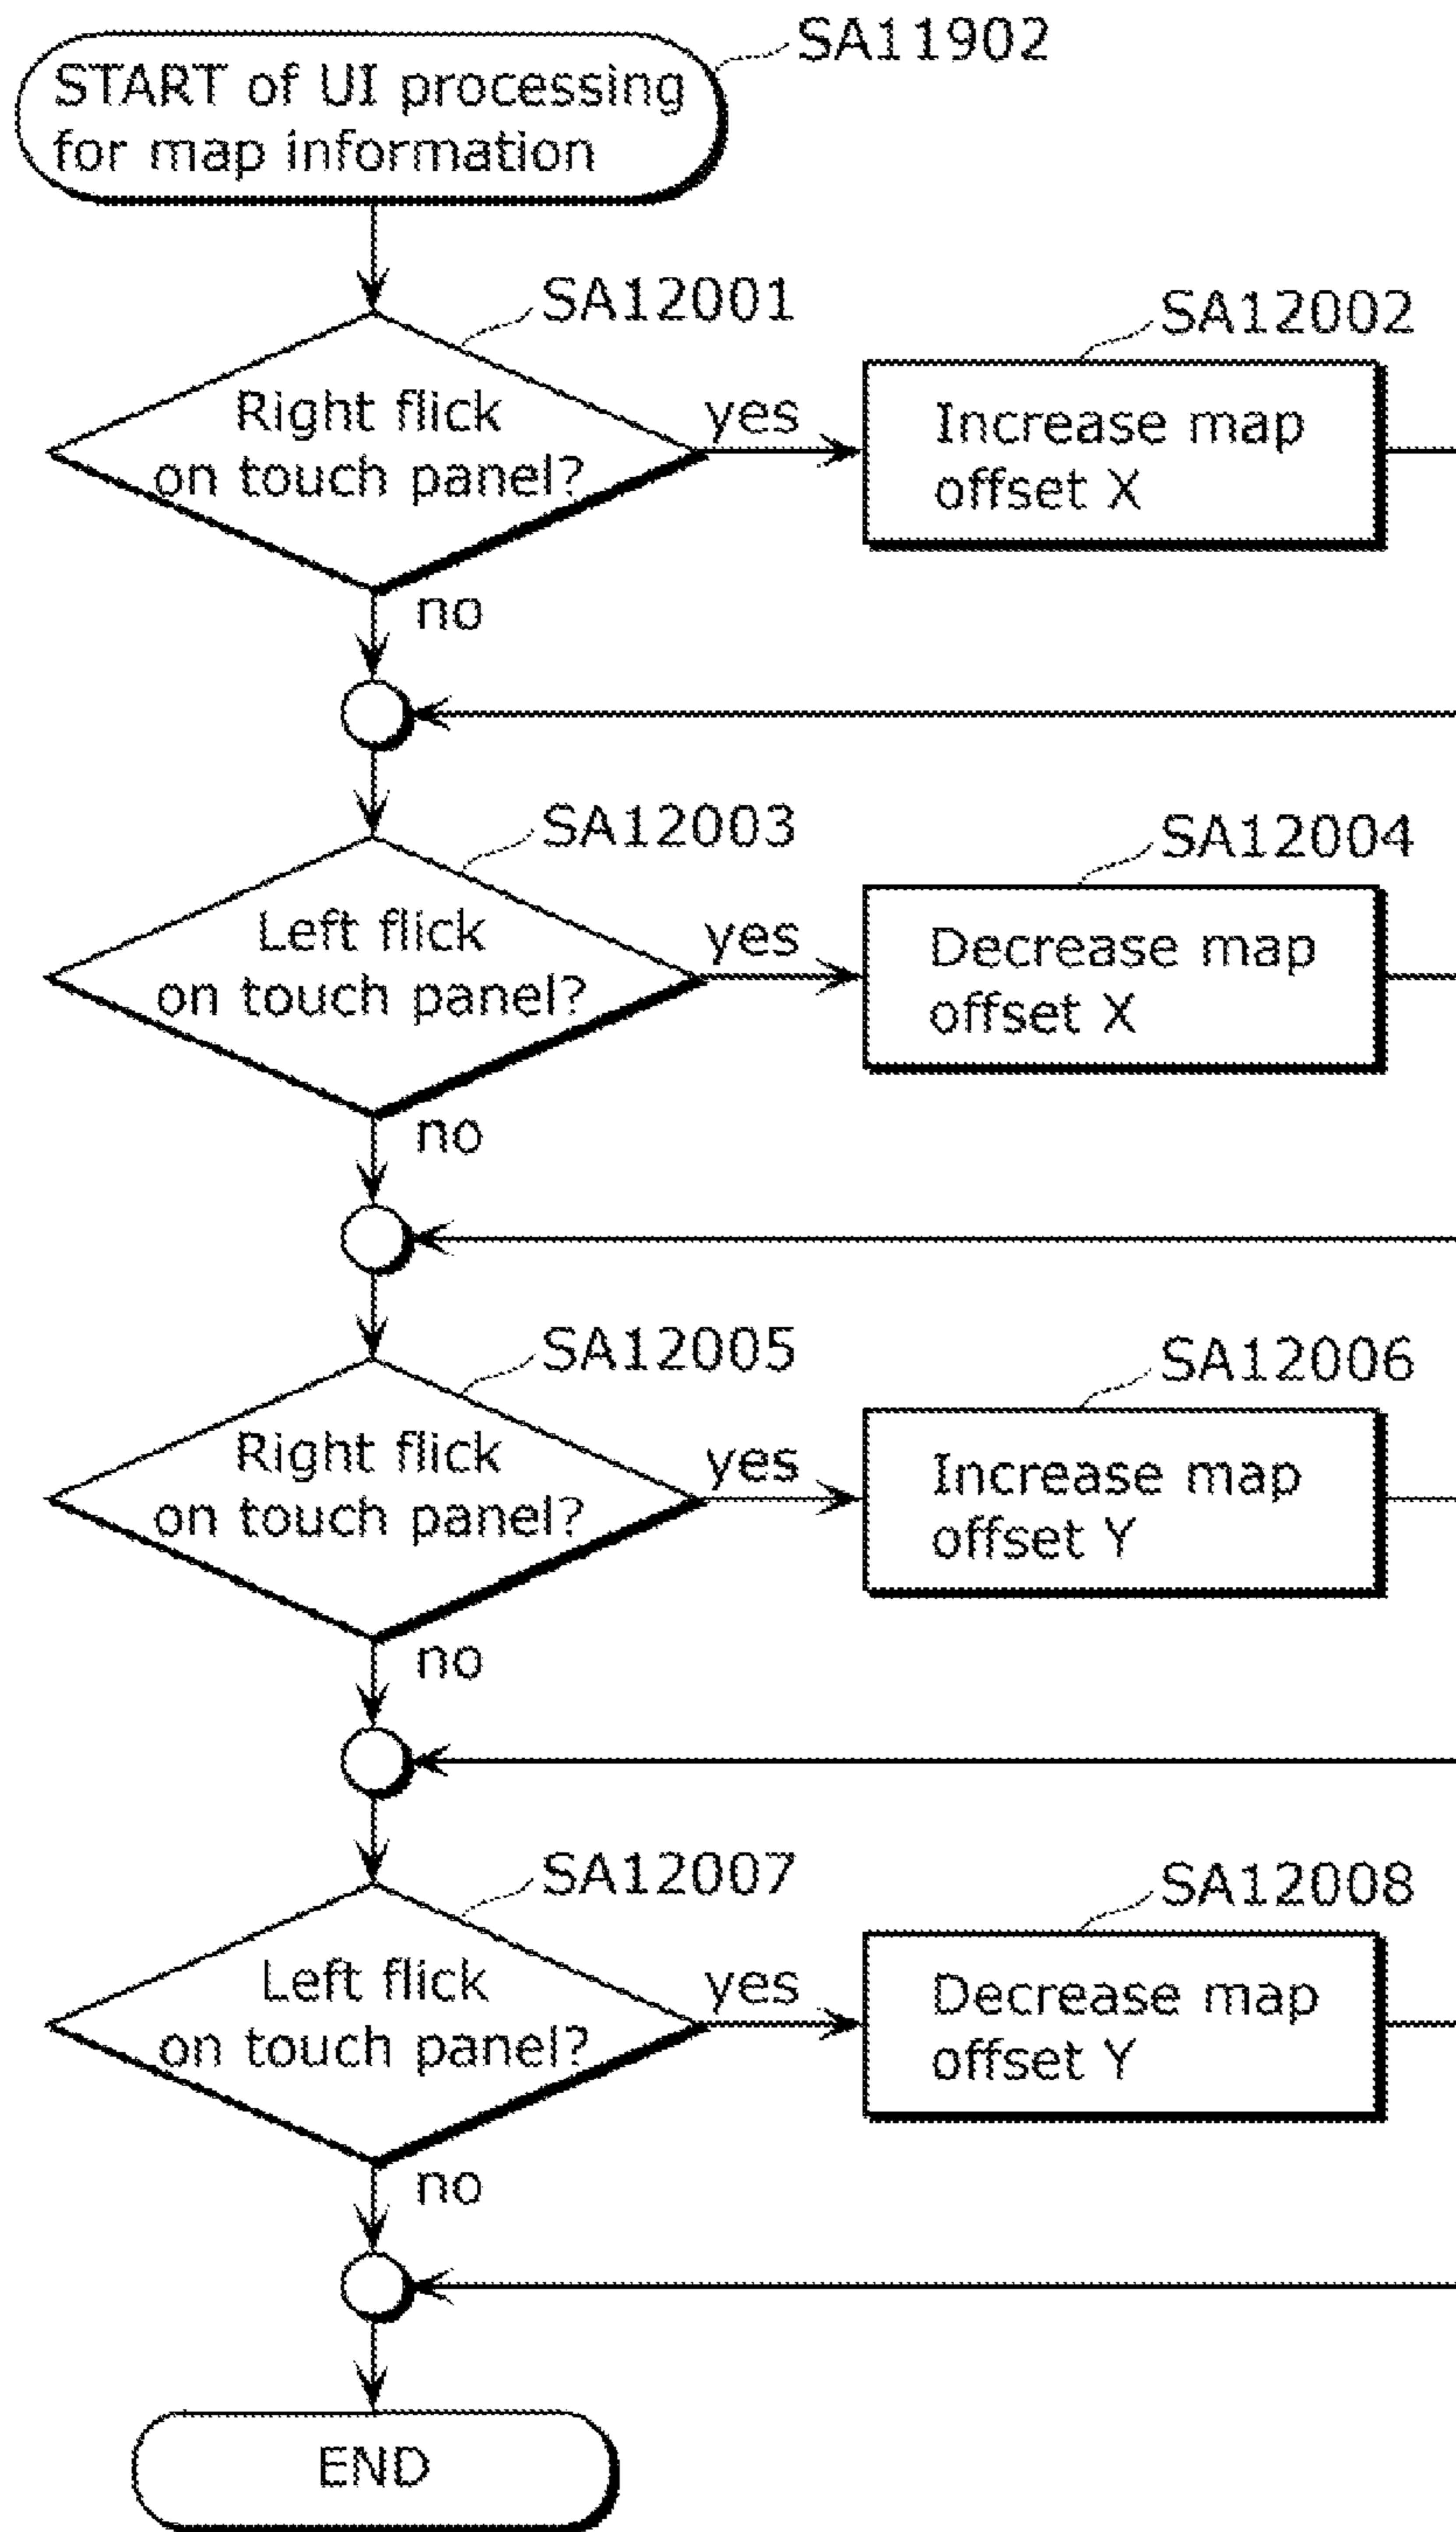 SA11902
START of UI processing
for map information
SA12001
Right flick
on touch panel?
yes
no
SA12002
Increase map
offset X
SA12003
Left flick
on touch panel?
yes
no
SA12004
Decrease map
offset X
SA12005
Right flick
on touch panel?
yes
no
SA12006
Increase map
offset Y
SA12007
Left flick
on touch panel?
yes
no
SA12008
Decrease map
offset Y
END